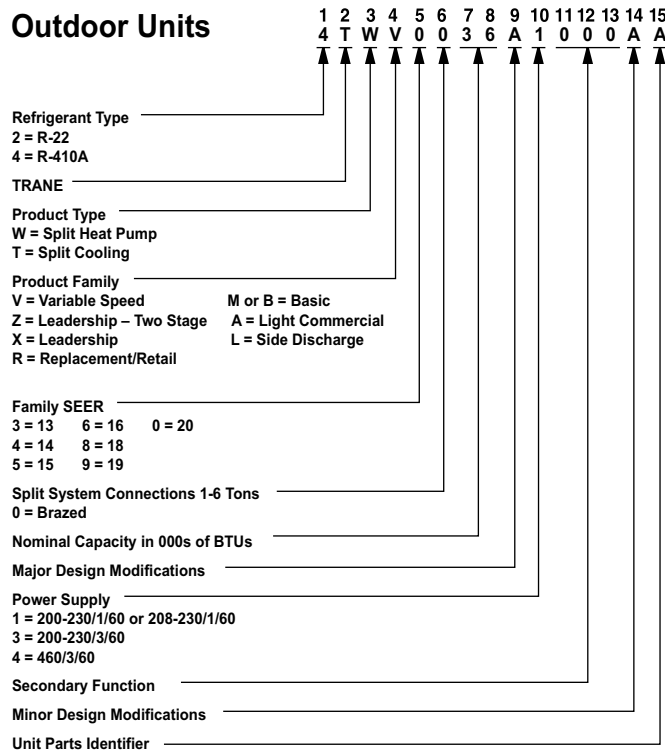 Outdoor Units
1 2 3 4 5 6 7 8 9 10 11 12 13 14 15
4 T W V 0 0 3 6 A 1 0 0 0 A A
Refrigerant Type
2 = R-22
4 = R-410A
TRANE
Product Type
W = Split Heat Pump
T = Split Cooling
Product Family
V = Variable Speed M or B = Basic
Z = Leadership – Two Stage A = Light Commercial
X = Leadership L = Side Discharge
R = Replacement/Retail
Family SEER
3 = 13 6 = 16 0 = 20
4 = 14 8 = 18
5 = 15 9 = 19
Split System Connections 1-6 Tons
0 = Brazed
Nominal Capacity in 000s of BTUs
Major Design Modifications
Power Supply
1 = 200-230/1/60 or 208-230/1/60
3 = 200-230/3/60
4 = 460/3/60
Secondary Function
Minor Design Modifications
Unit Parts Identifier